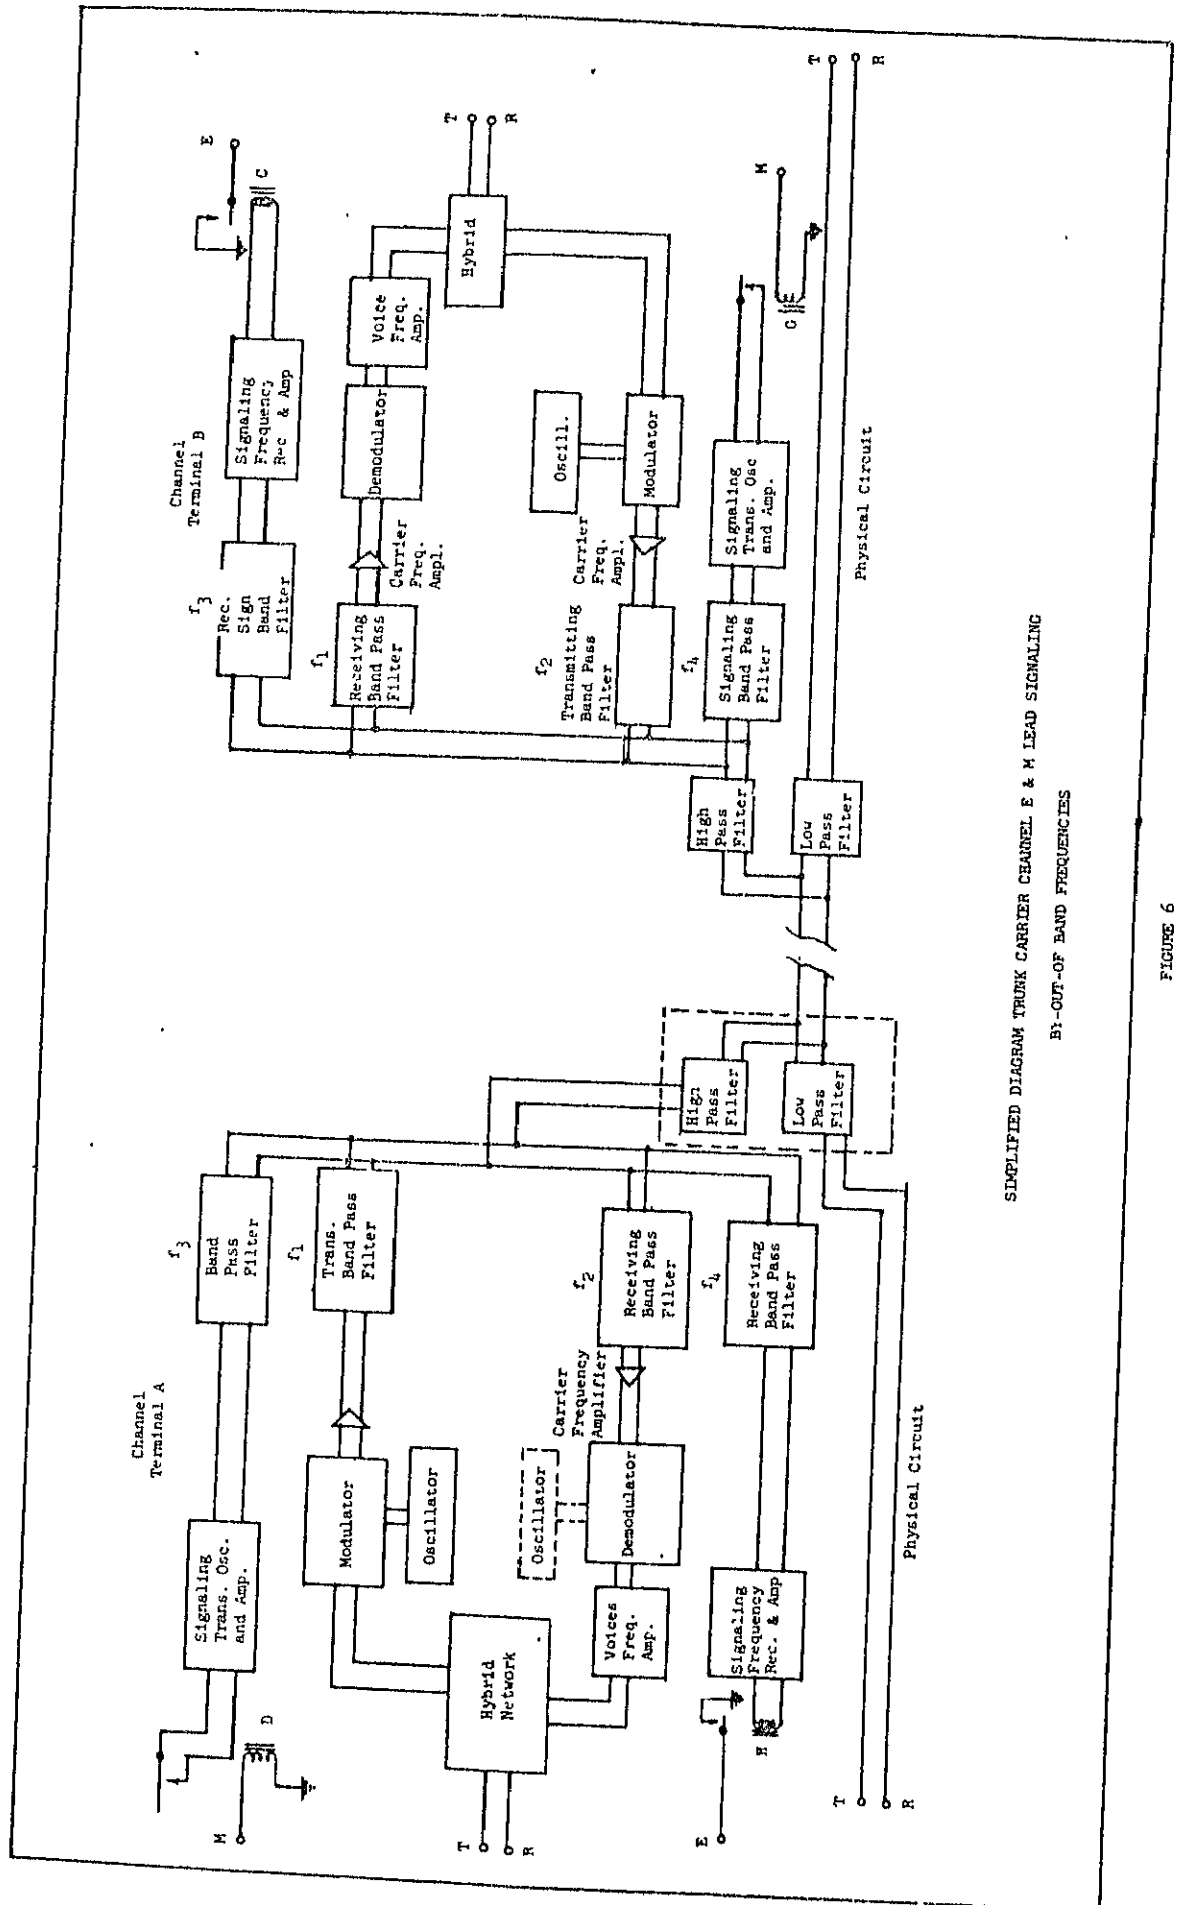 Channel
Terminal A
Channel
Terminal B
M
D
Signaling
Trans. Osc.
and Amp.
f3
Band
Pass
Filter
f3
Rec.
Sign
Band
Filter
Signaling
Frequency
Rec & Amp
C
E
Modulator
Oscillator
f1
Trans.
Band Pass
Filter
f1
Receiving
Band Pass
Filter
Carrier
Freq.
Ampl.
Demodulator
Voice
Freq.
Amp.
T
R
Hybrid
Network
Hybrid
T
R
Voices
Freq.
Amp.
Demodulator
Oscillator
Carrier
Frequency
Amplifier
f2
Receiving
Band Pass
Filter
f2
Transmitting
Band Pass
Filter
Carrier
Freq.
Ampl.
Modulator
Oscill.
E
H
Signaling
Frequency
Rec. & Amp
f4
Receiving
Band Pass
Filter
High
Pass
Filter
High
Pass
Filter
f4
Signaling
Band Pass
Filter
Signaling
Trans. Osc
and Amp.
G
M
Low
Pass
Filter
Low
Pass
Filter
T
R
Physical Circuit
Physical Circuit
T
R
SIMPLIFIED DIAGRAM TRUNK CARRIER CHANNEL E & M LEAD SIGNALING
BY-OUT-OF BAND FREQUENCIES
FIGURE 6